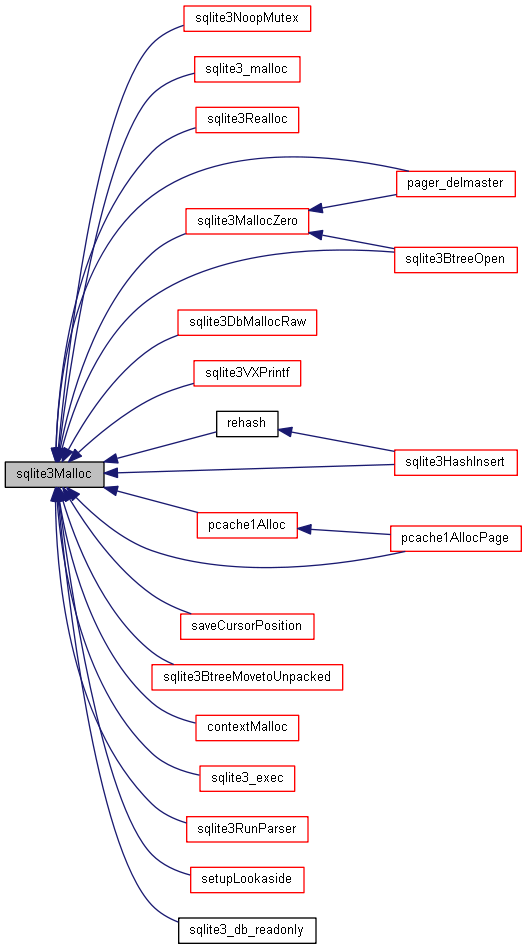 sqlite3NoopMutex
sqlite3_malloc
sqlite3Realloc
pager_delmaster
sqlite3MallocZero
sqlite3BtreeOpen
sqlite3DbMallocRaw
sqlite3VXPrintf
rehash
sqlite3HashInsert
sqlite3Malloc
pcache1Alloc
pcache1AllocPage
saveCursorPosition
sqlite3BtreeMovetoUnpacked
contextMalloc
sqlite3_exec
sqlite3RunParser
setupLookaside
sqlite3_db_readonly